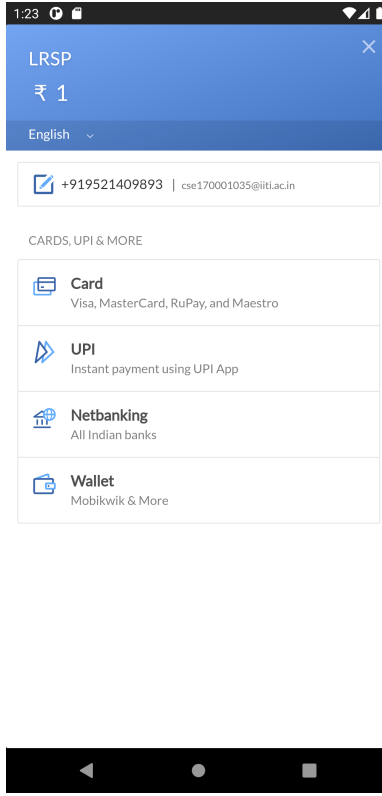 1:23
LRSP
₹ 1
English
+919521409893 | cse170001035@iiti.ac.in
CARDS, UPI & MORE
Card
Visa, MasterCard, RuPay, and Maestro
UPI
Instant payment using UPI App
Netbanking
All Indian banks
Wallet
Mobikwik & More